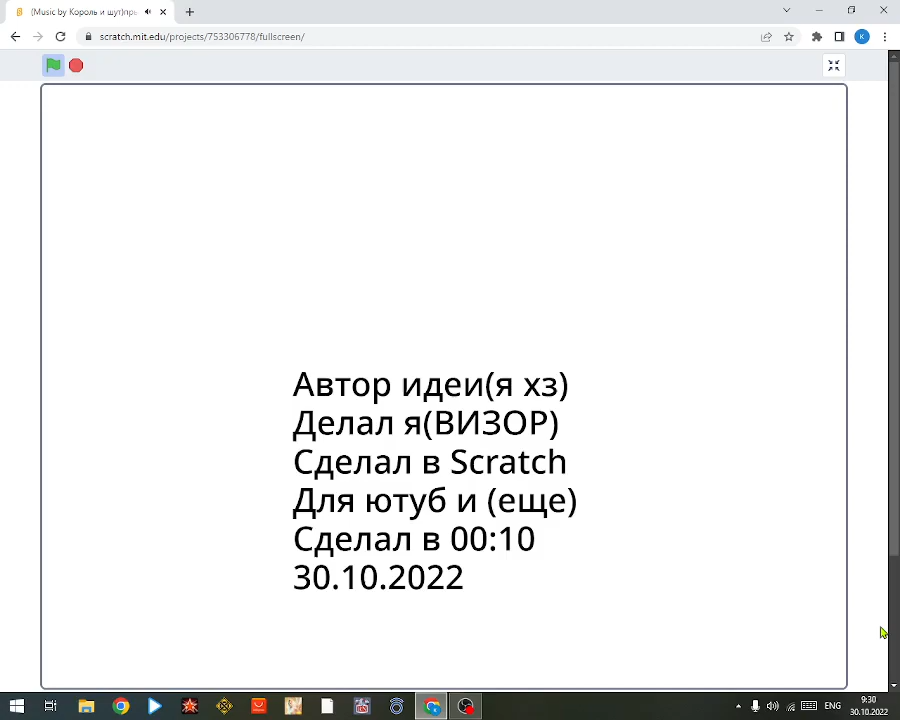 (Music by Король и шут)пры
scratch.mit.edu/projects/753306778/fullscreen/
K
Автор идеи(я хз)
Делал я(ВИЗОР)
Сделал в Scratch
Для ютуб и (еще)
Сделал в 00:10
30.10.2022
ENG
9:30
30.10.2022